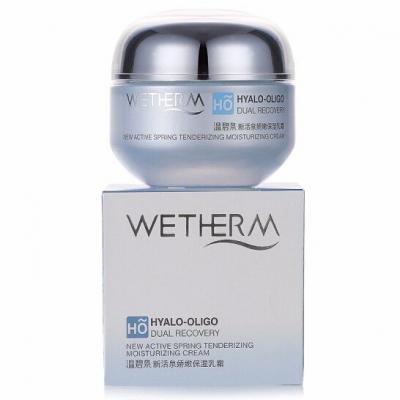 WETHERM
HÕ HYALO-OLIGO
DUAL RECOVERY
温碧泉 新活泉娇嫩保湿乳霜
NEW ACTIVE SPRING TENDERIZING MOISTURIZING CREAM
WETHERM
HÕ HYALO-OLIGO
DUAL RECOVERY
NEW ACTIVE SPRING TENDERIZING
MOISTURIZING CREAM
温碧泉 新活泉娇嫩保湿乳霜